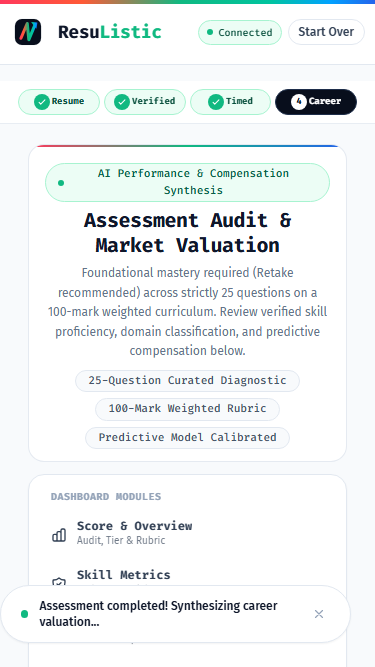 ResuListic
Connected
Start Over
Resume
Verified
Timed
4 Career
AI Performance & Compensation
Synthesis
Assessment Audit &
Market Valuation
Foundational mastery required (Retake
recommended) across strictly 25 questions on a
100-mark weighted curriculum. Review verified skill
proficiency, domain classification, and predictive
compensation below.
25-Question Curated Diagnostic
100-Mark Weighted Rubric
Predictive Model Calibrated
DASHBOARD MODULES
Score & Overview
Audit, Tier & Rubric
Skill Metrics
Assessment completed! Synthesizing career
valuation...